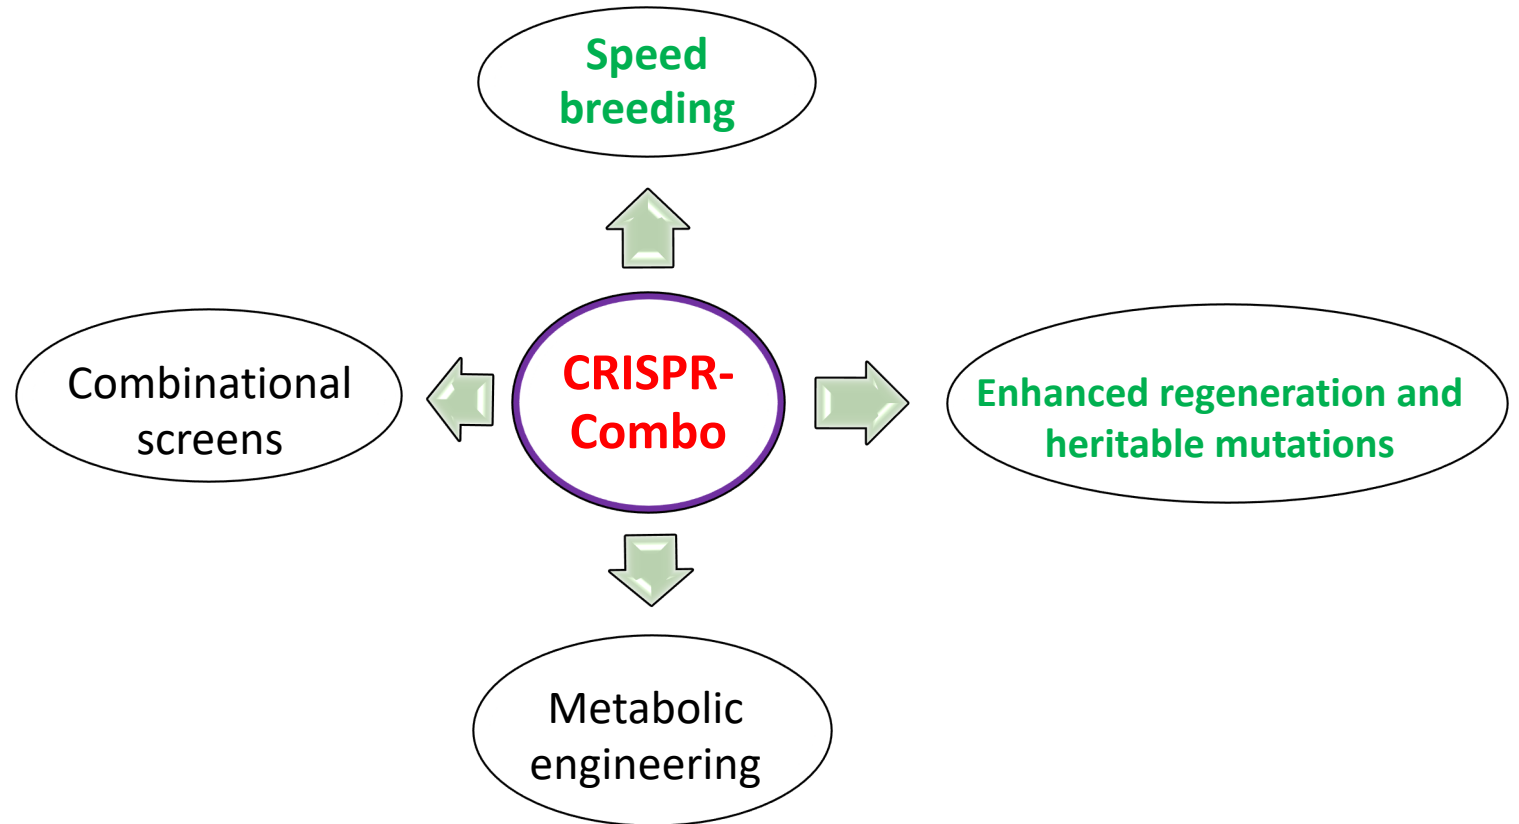 Speed
breeding
Combinational
screens
CRISPR-
Combo
Enhanced regeneration and
heritable mutations
Metabolic
engineering